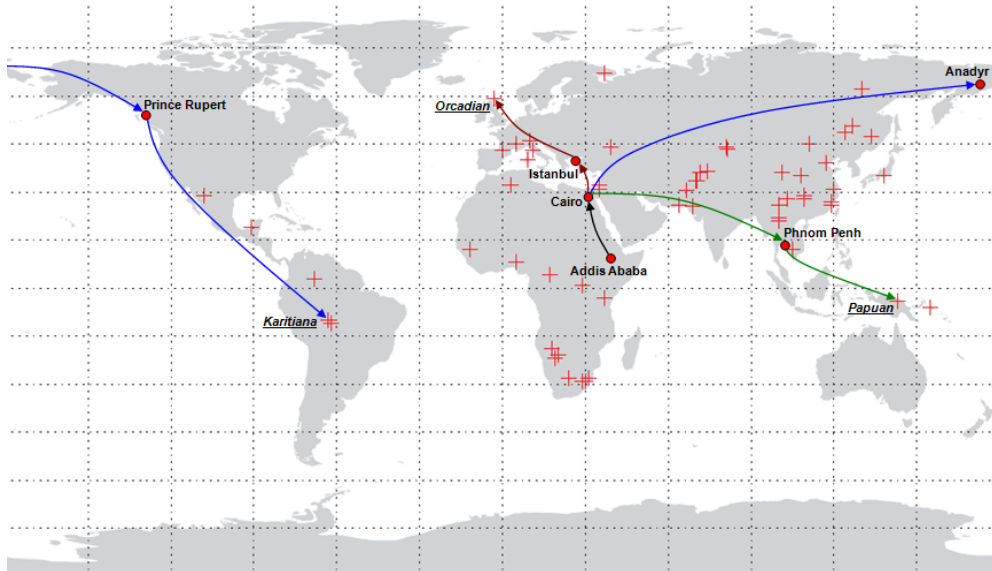 Anadyr
Prince Rupert
Orcadian
Istanbul
Cairo
Phnom Penh
Addis Ababa
Papuan
Karitiana